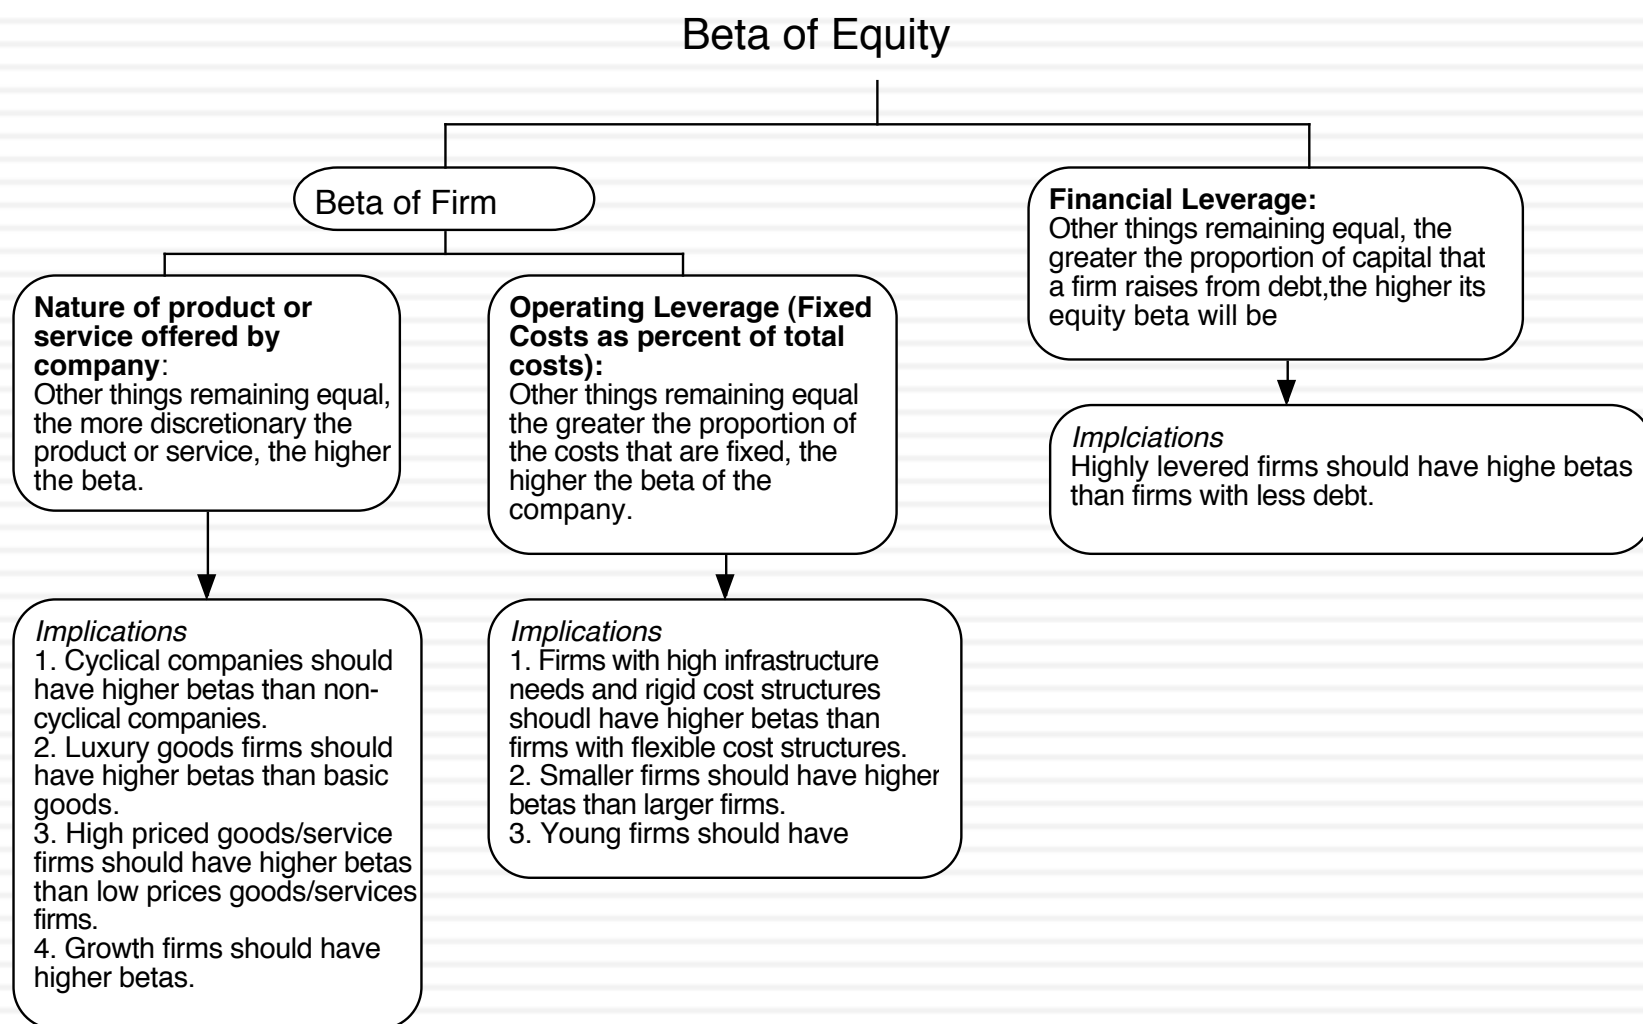 Beta of Equity
Beta of Firm
Financial Leverage:
Other things remaining equal, the
greater the proportion of capital that
a firm raises from debt,the higher its
equity beta will be
Nature of product or
service offered by
company:
Other things remaining equal,
the more discretionary the
product or service, the higher
the beta.
Operating Leverage (Fixed
Costs as percent of total
costs):
Other things remaining equal
the greater the proportion of
the costs that are fixed, the
higher the beta of the
company.
Implciations
Highly levered firms should have highe betas
than firms with less debt.
Implications
1. Cyclical companies should
have higher betas than non-
cyclical companies.
2. Luxury goods firms should
have higher betas than basic
goods.
3. High priced goods/service
firms should have higher betas
than low prices goods/services
firms.
4. Growth firms should have
higher betas.
Implications
1. Firms with high infrastructure
needs and rigid cost structures
shoudl have higher betas than
firms with flexible cost structures.
2. Smaller firms should have higher
betas than larger firms.
3. Young firms should have